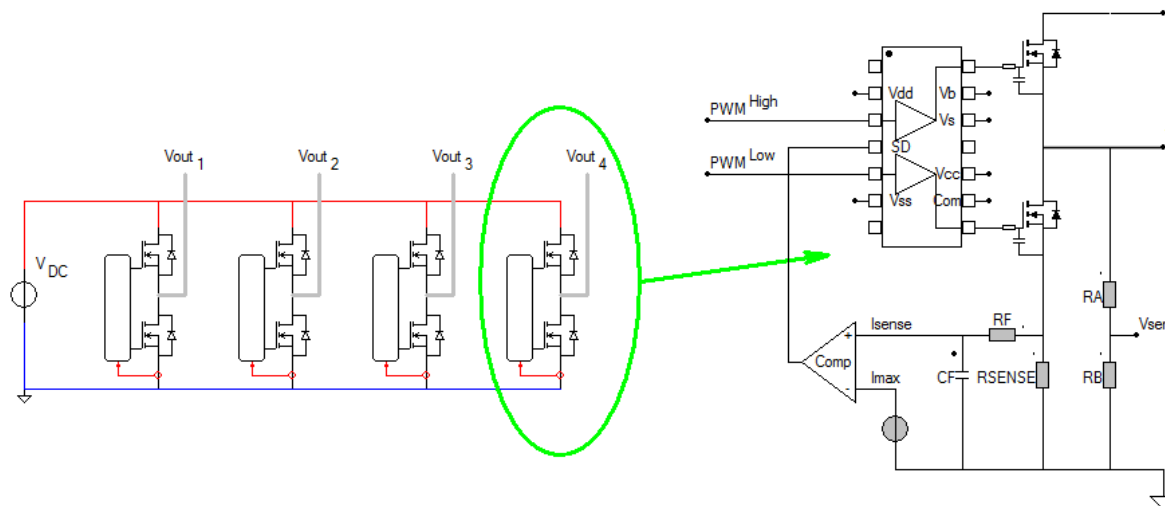 Vout 1
Vout 2
Vout 3
Vout 4
V DC
PWM High
PWM Low
Vdd
Vb
Vs
SD
Vcc
Vss
Com
RA
Vsen
RF
Isense
Comp
Imax
CF
RSENSE
RB
+
-